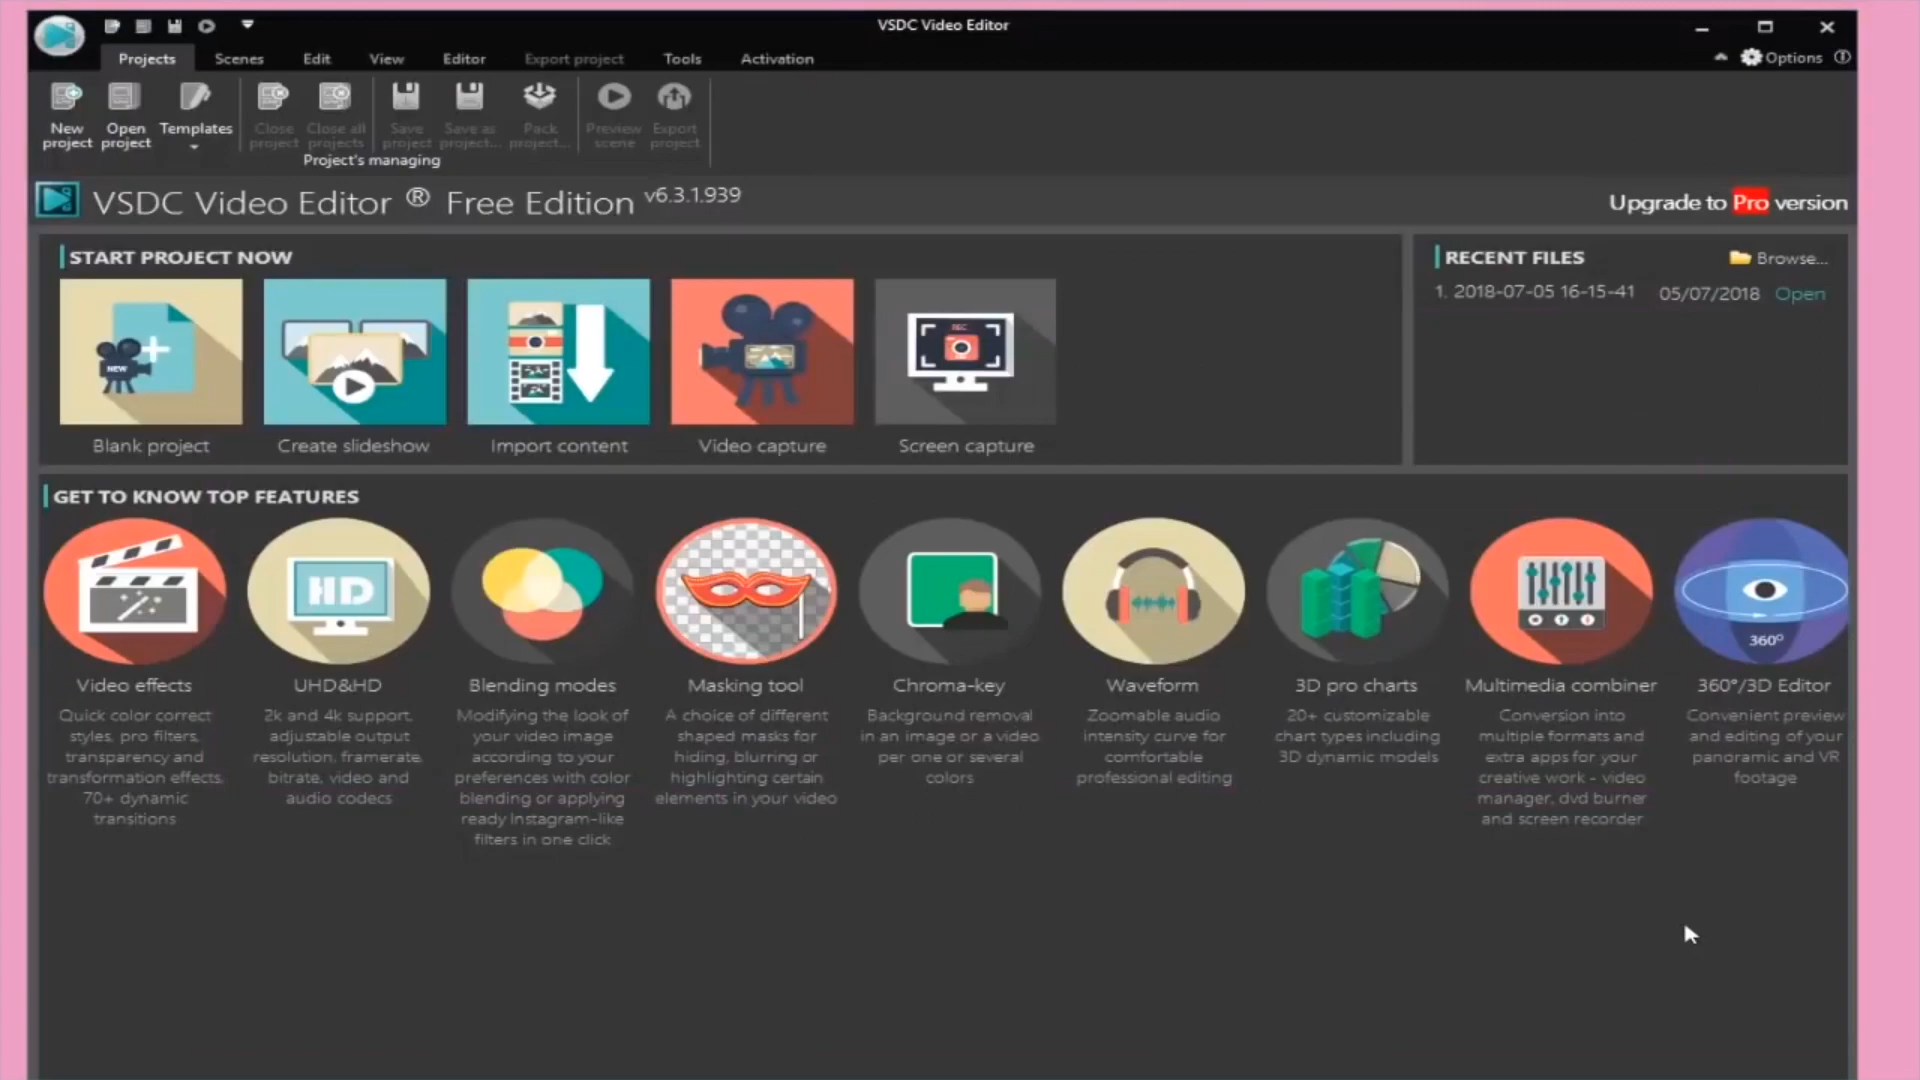 VSDC Video Editor
Projects Scenes Edit View Editor Export project Tools Activation
Options
New project Open project Templates Close project Close all projects Save project Save as project... Pack project... Preview scene Export project
Project's managing
VSDC Video Editor ® Free Edition v6.3.1.939
Upgrade to Pro version
START PROJECT NOW
NEW
REC
Blank project
Create slideshow
Import content
Video capture
Screen capture
RECENT FILES
Browse...
1. 2018-07-05 16-15-41 05/07/2018 Open
GET TO KNOW TOP FEATURES
HD
360º
Video effects
Quick color correct
styles, pro filters,
transparency and
transformation effects,
70+ dynamic
transitions
UHD&HD
2k and 4k support,
adjustable output
resolution, framerate,
bitrate, video and
audio codecs
Blending modes
Modifying the look of
your video image
according to your
preferences with color
blending or applying
ready Instagram-like
filters in one click
Masking tool
A choice of different
shaped masks for
hiding, blurring or
highlighting certain
elements in your video
Chroma-key
Background removal
in an image or a video
per one or several
colors
Waveform
Zoomable audio
intensity curve for
comfortable
professional editing
3D pro charts
20+ customizable
chart types including
3D dynamic models
Multimedia combiner
Conversion into
multiple formats and
extra apps for your
creative work - video
manager, dvd burner
and screen recorder
360°/3D Editor
Convenient preview
and editing of your
panoramic and VR
footage